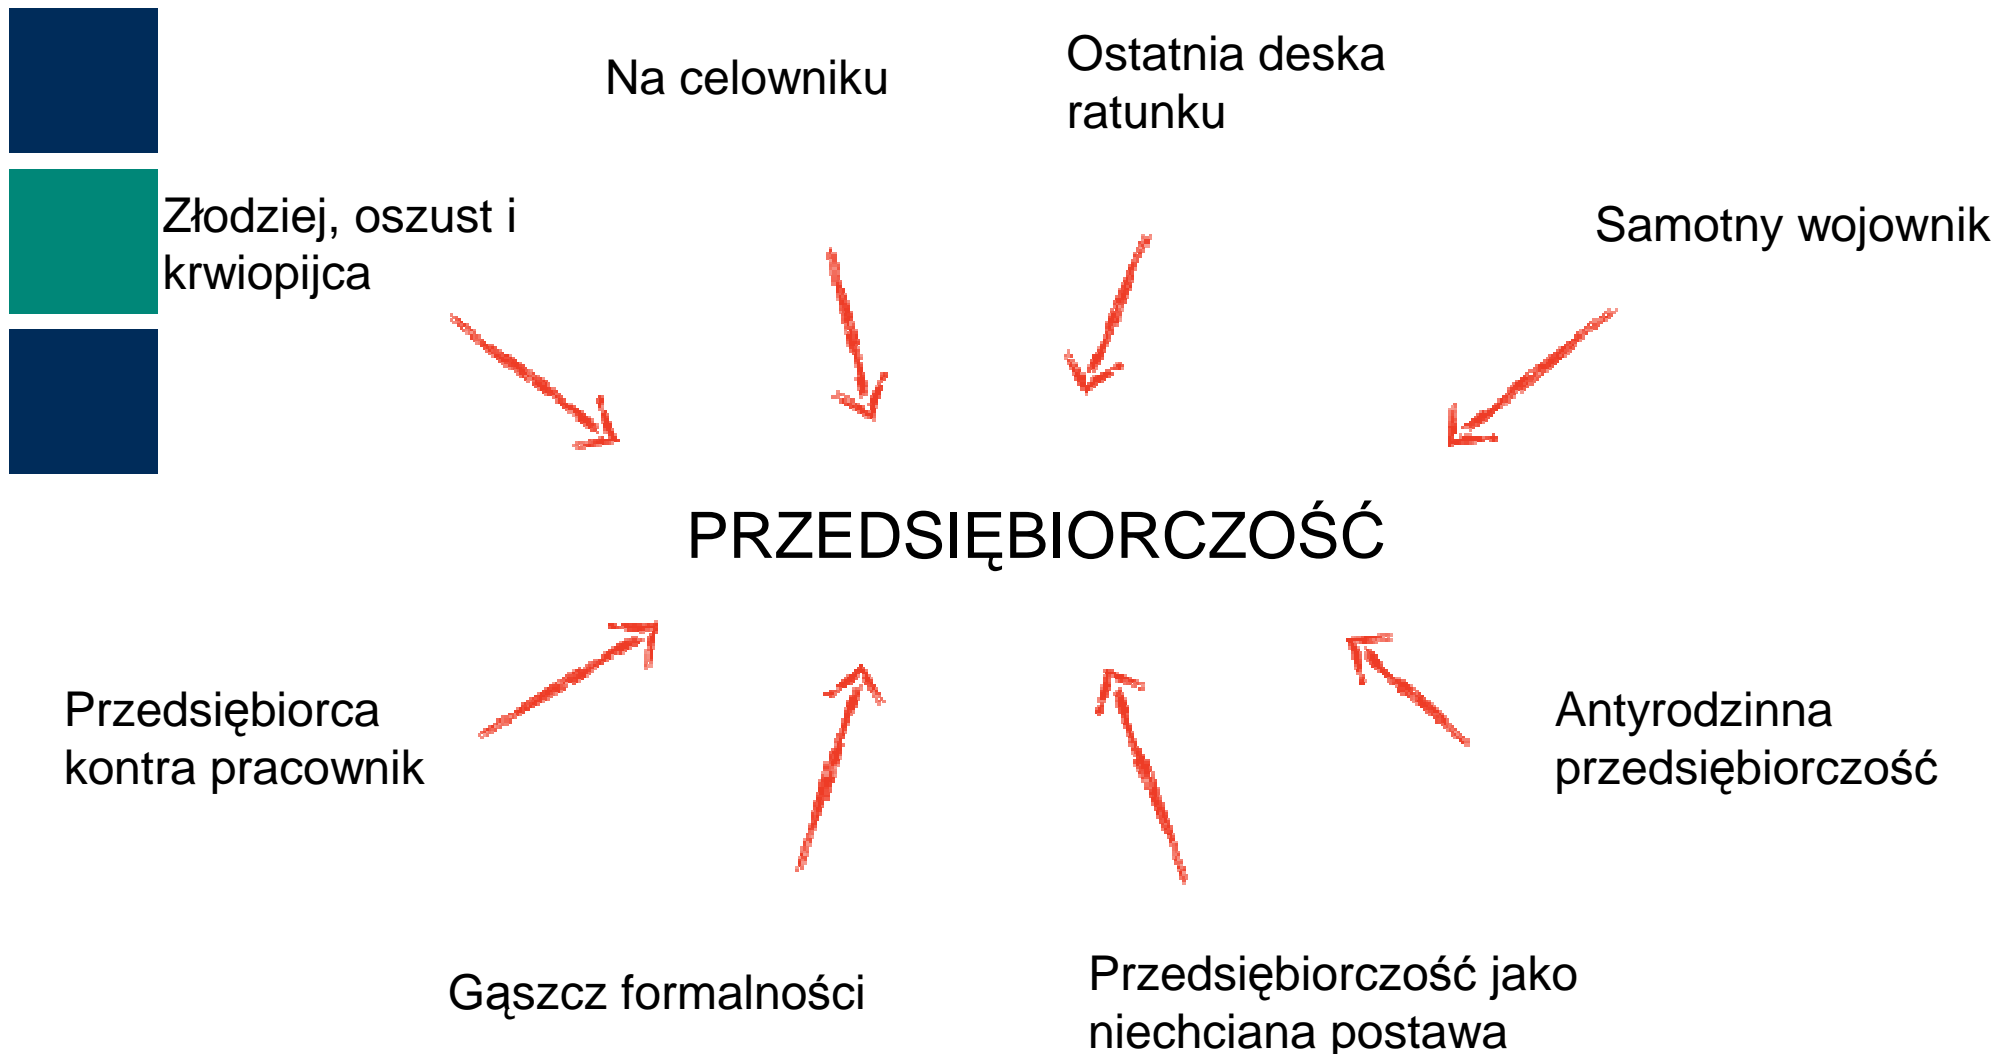 Na celowniku
Ostatnia deska
ratunku
Złodziej, oszust i
krwiopijca
Samotny wojownik
PRZEDSIĘBIORCZOŚĆ
Przedsiębiorca
kontra pracownik
Antyrodzinna
przedsiębiorczość
Gąszcz formalności
Przedsiębiorczość jako
niechciana postawa